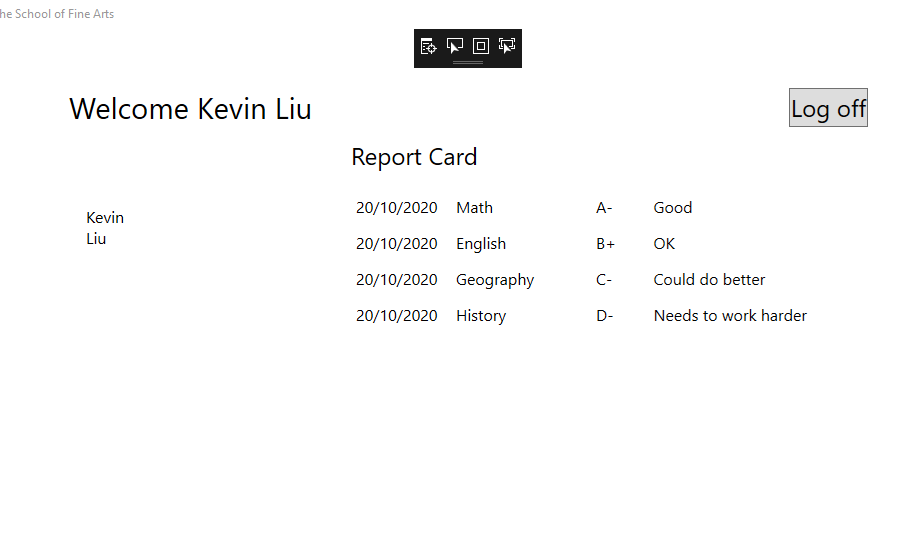 he School of Fine Arts
Welcome Kevin Liu
Log off
Report Card
Kevin
Liu
20/10/2020 Math A- Good
20/10/2020 English B+ OK
20/10/2020 Geography C- Could do better
20/10/2020 History D- Needs to work harder